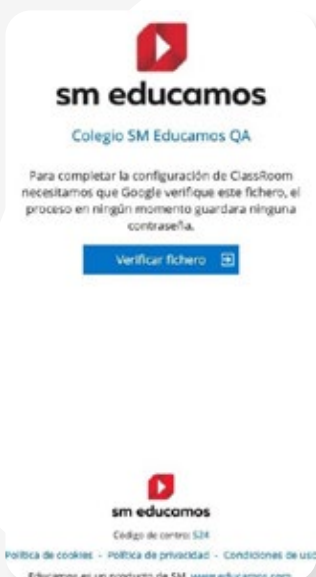 sm educamos
Colegio SM Educamos QA
Para completar la configuración de ClassRoom
necesitamos que Google verifique este fichero, el
proceso en ningún momento guardara ninguna
contraseña.
Verificar fichero
sm educamos
Código de centro: 524
Política de cookies - Política de privacidad - Condiciones de uso
Educamos es un producto de SM. www.educamos.com